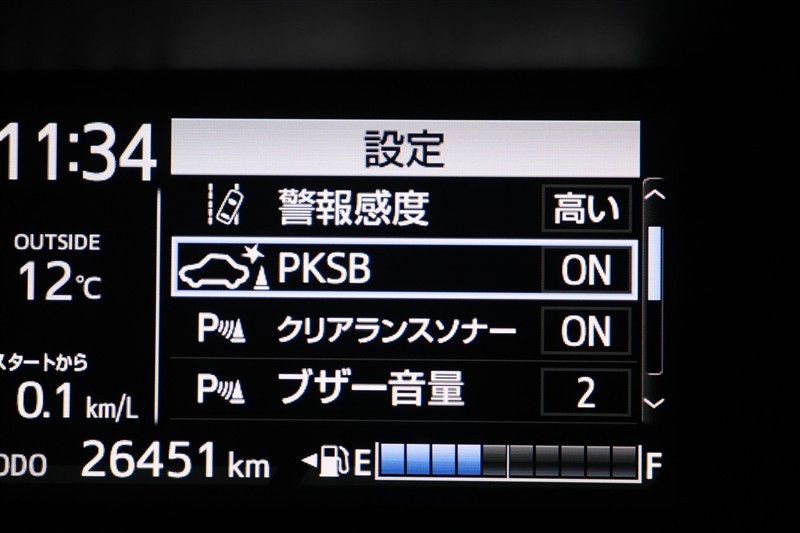 11:34
設定
警報感度 高い
OUTSIDE
12℃
PKSB ON
P クリアランスソナー ON
スタートから
0.1 km/L
P ブザー音量 2
ODO 26451 km
E F